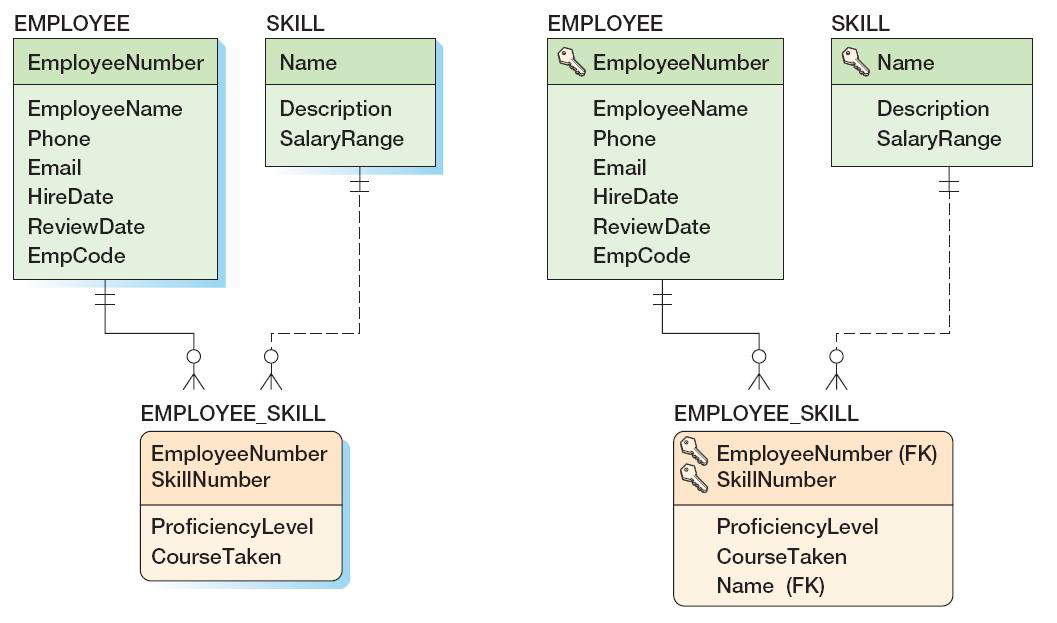 EMPLOYEE
EmployeeNumber
EmployeeName
Phone
Email
HireDate
ReviewDate
EmpCode
SKILL
Name
Description
SalaryRange
EMPLOYEE_SKILL
EmployeeNumber
SkillNumber
ProficiencyLevel
CourseTaken
EMPLOYEE
EmployeeNumber
EmployeeName
Phone
Email
HireDate
ReviewDate
EmpCode
SKILL
Name
Description
SalaryRange
EMPLOYEE_SKILL
EmployeeNumber (FK)
SkillNumber
ProficiencyLevel
CourseTaken
Name (FK)